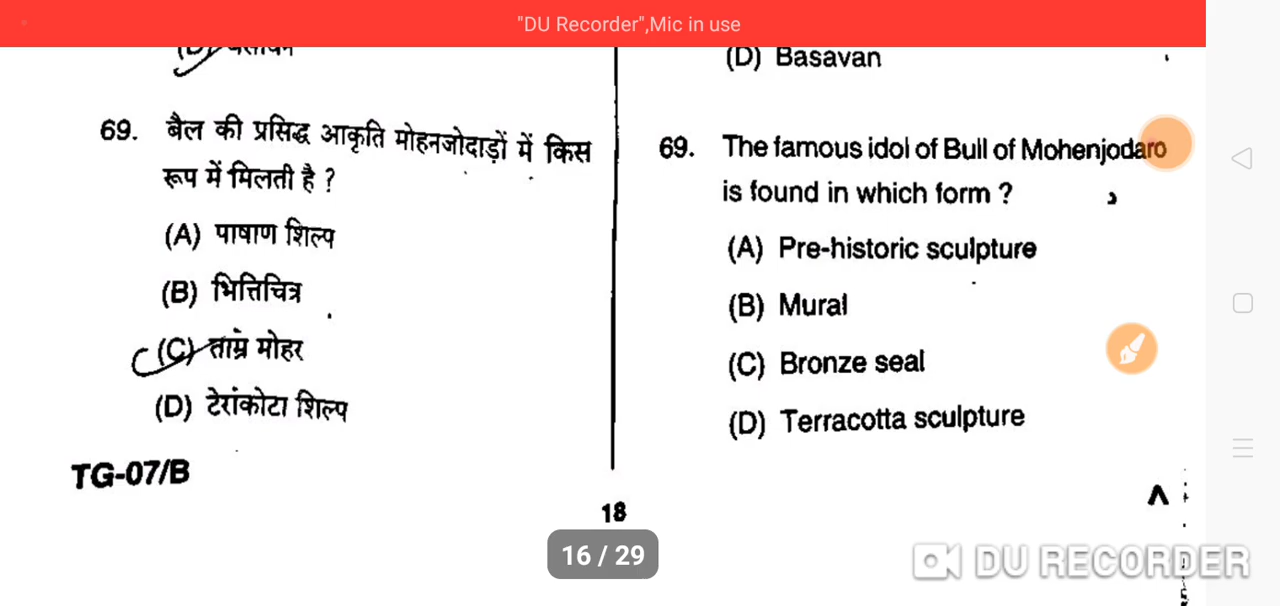 "DU Recorder",Mic in use
(D) Basavan
69. बैल की प्रसिद्ध आकृति मोहनजोदाड़ों में किस
रूप में मिलती है ?
(A) पाषाण शिल्प
(B) भित्तिचित्र
(C) ताम्र मोहर
(D) टेरांकोटा शिल्प
TG-07/B
69. The famous idol of Bull of Mohenjodaro
is found in which form ?
(A) Pre-historic sculpture
(B) Mural
(C) Bronze seal
(D) Terracotta sculpture
18
16 / 29
DU RECORDER